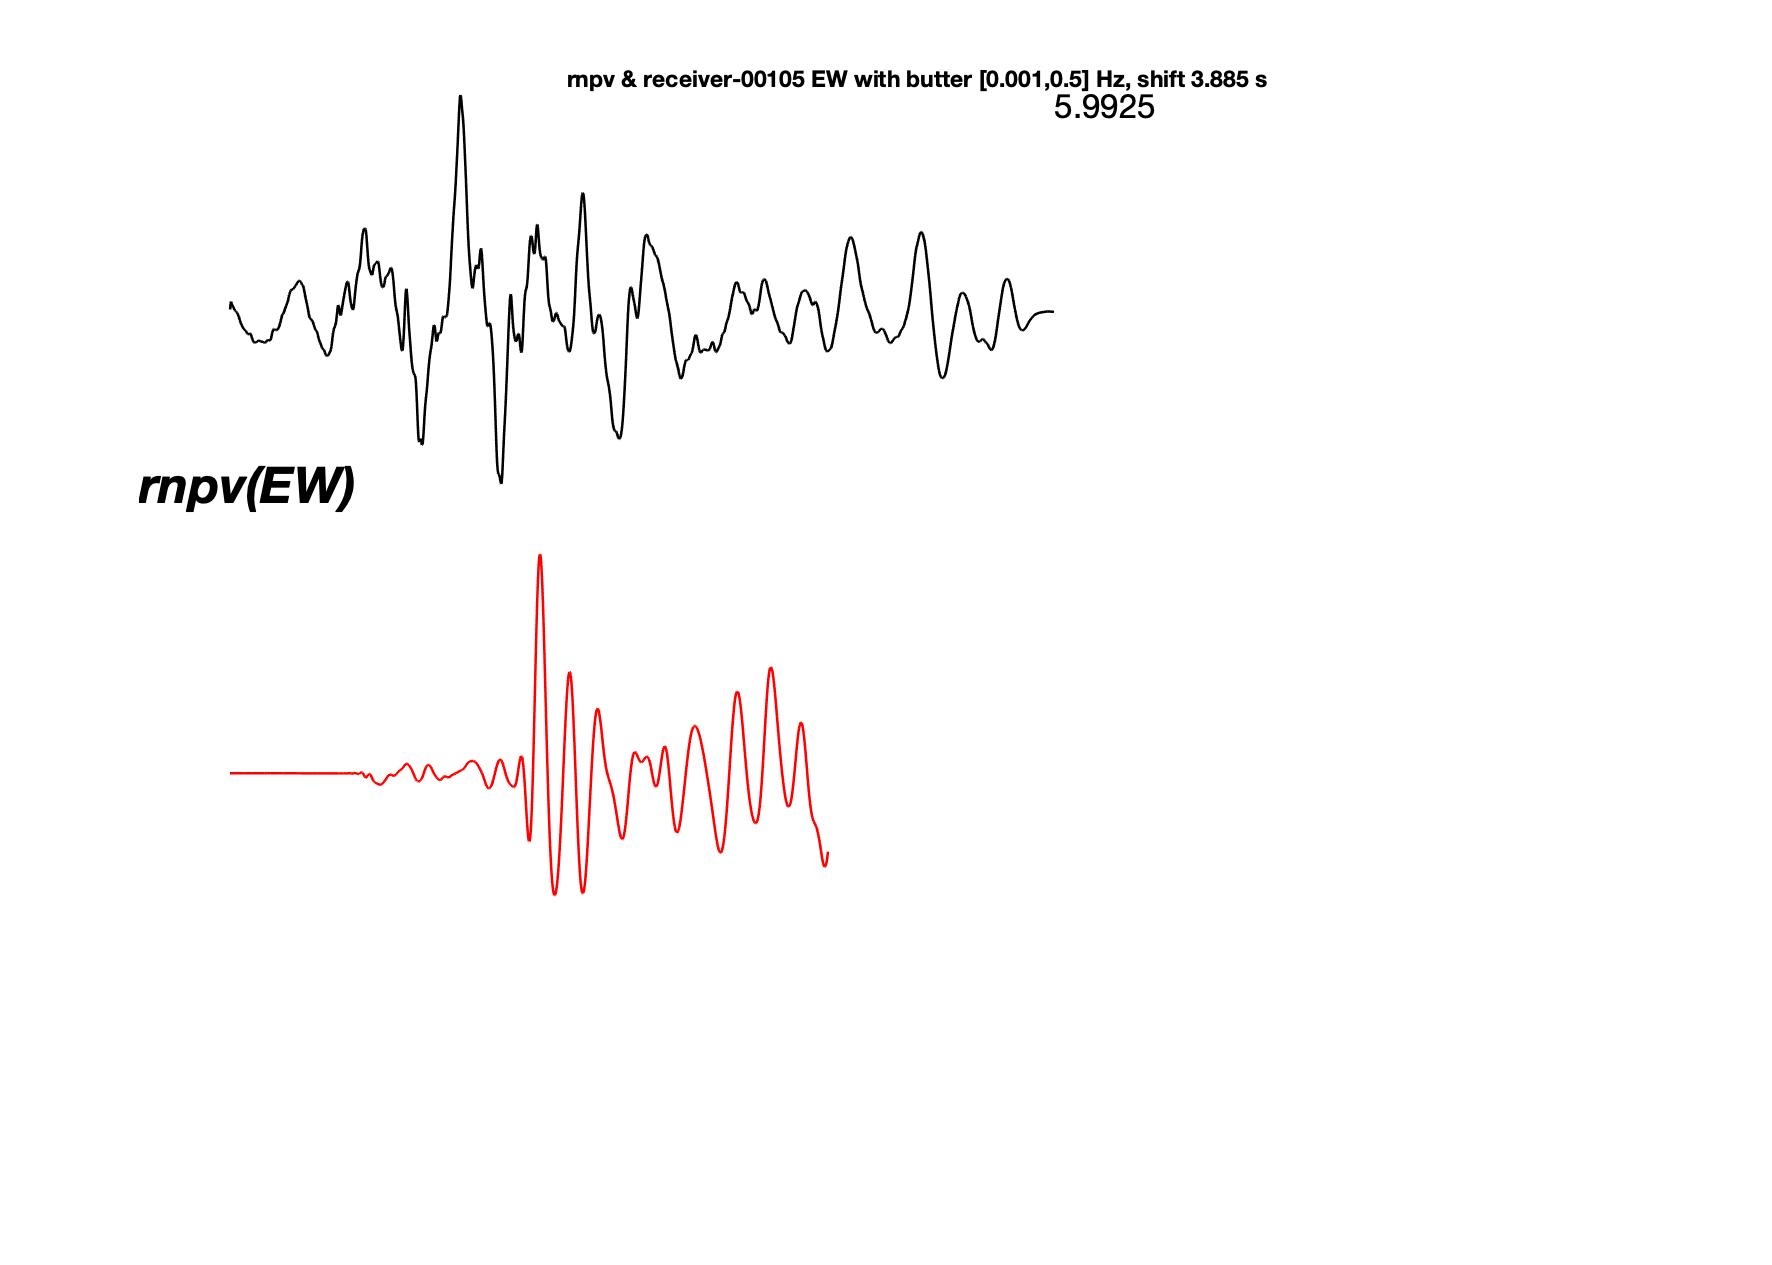 rnpv & receiver-00105 EW with butter [0.001,0.5] Hz, shift 3.885 s
5.9925
rnpv(EW)